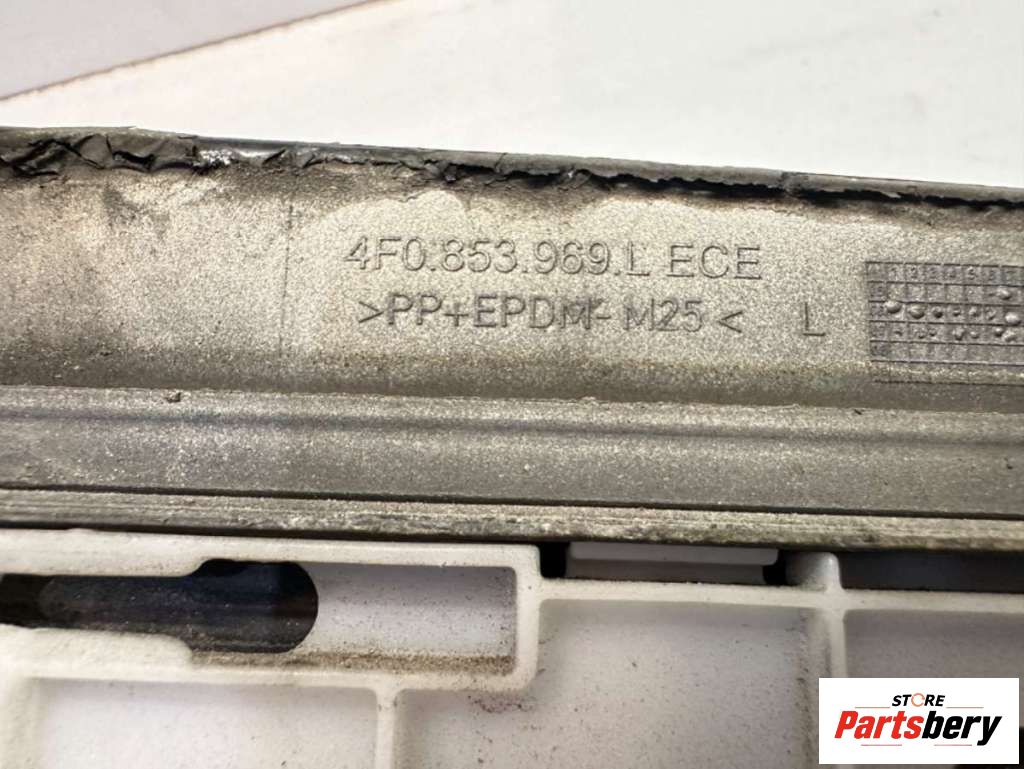 4F0.853.969.L ECE
>PP+EPDM- M25< L
STORE
Partsbery